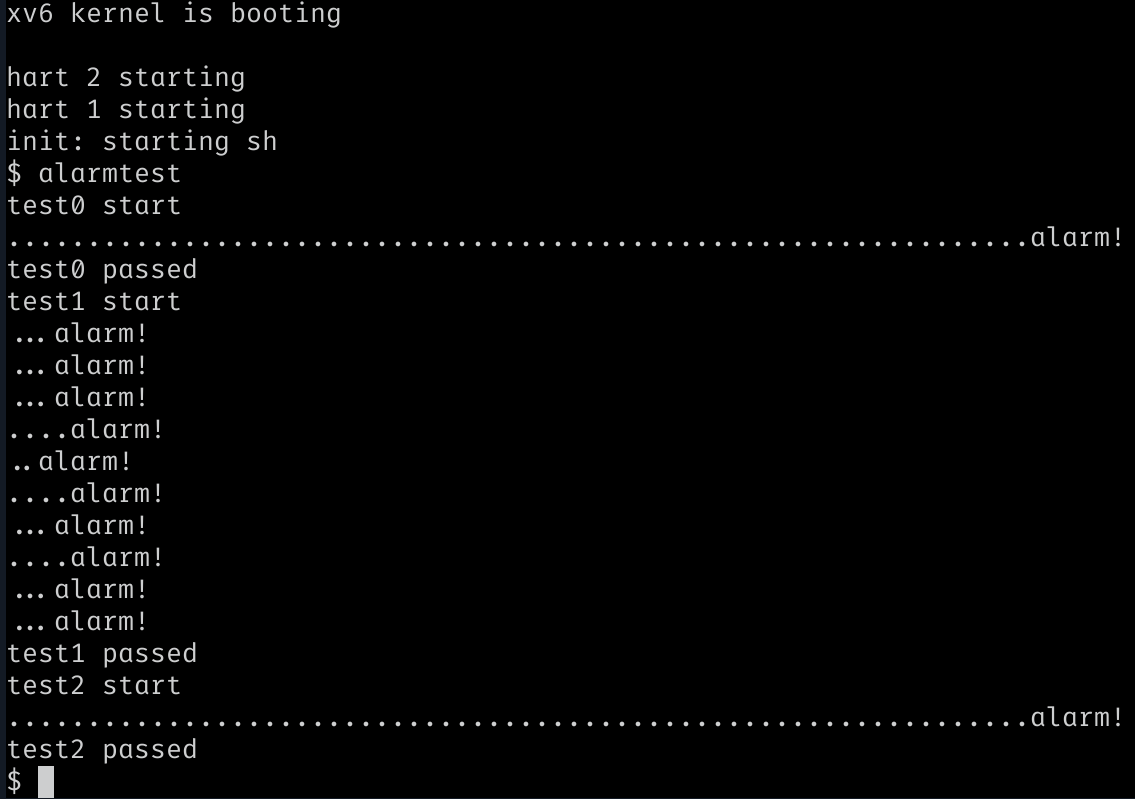 xv6 kernel is booting
hart 2 starting
hart 1 starting
init: starting sh
$ alarmtest
test0 start
................................................................alarm!
test0 passed
test1 start
...alarm!
...alarm!
...alarm!
....alarm!
..alarm!
....alarm!
...alarm!
....alarm!
...alarm!
...alarm!
test1 passed
test2 start
................................................................alarm!
test2 passed
$